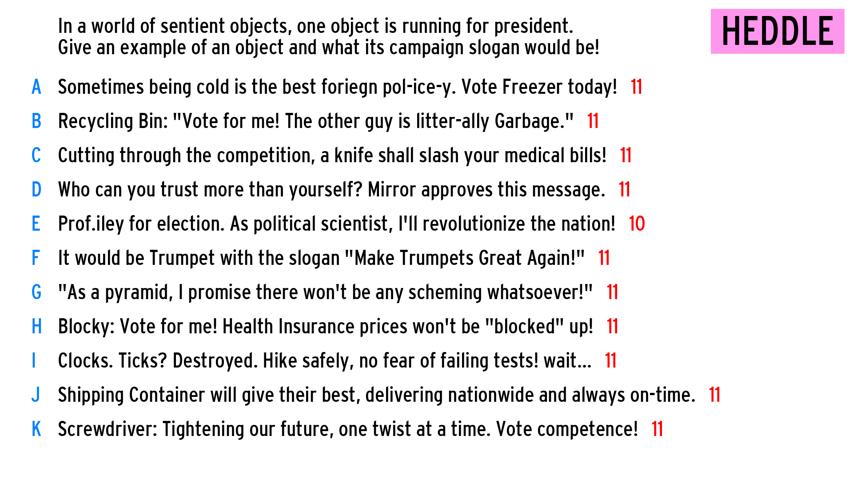 In a world of sentient objects, one object is running for president.
Give an example of an object and what its campaign slogan would be!
HEDDLE
A Sometimes being cold is the best foriegn pol-ice-y. Vote Freezer today! 11
B Recycling Bin: "Vote for me! The other guy is litter-ally Garbage." 11
C Cutting through the competition, a knife shall slash your medical bills! 11
D Who can you trust more than yourself? Mirror approves this message. 11
E Prof.iley for election. As political scientist, I'll revolutionize the nation! 10
F It would be Trumpet with the slogan "Make Trumpets Great Again!" 11
G "As a pyramid, I promise there won't be any scheming whatsoever!" 11
H Blocky: Vote for me! Health Insurance prices won't be "blocked" up! 11
I Clocks. Ticks? Destroyed. Hike safely, no fear of failing tests! wait... 11
J Shipping Container will give their best, delivering nationwide and always on-time. 11
K Screwdriver: Tightening our future, one twist at a time. Vote competence! 11